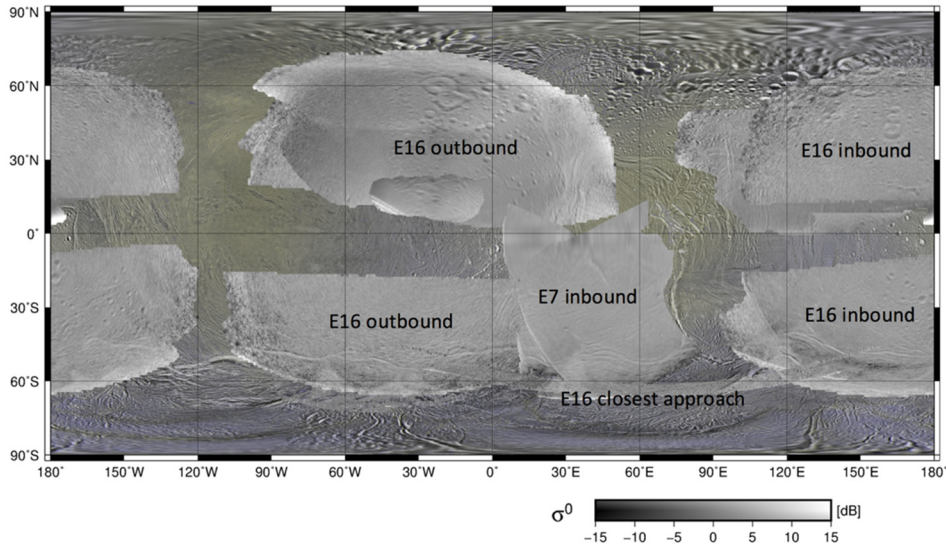 90°N
60°N
30°N
0°
30°S
60°S
90°S
E16 outbound
E16 inbound
E7 inbound
E16 outbound
E16 inbound
E16 closest approach
180°
150°W
120°W
90°W
60°W
30°W
0°
30°E
60°E
90°E
120°E
150°E
180°
σ0
[dB]
−15
−10
−5
0
5
10
15